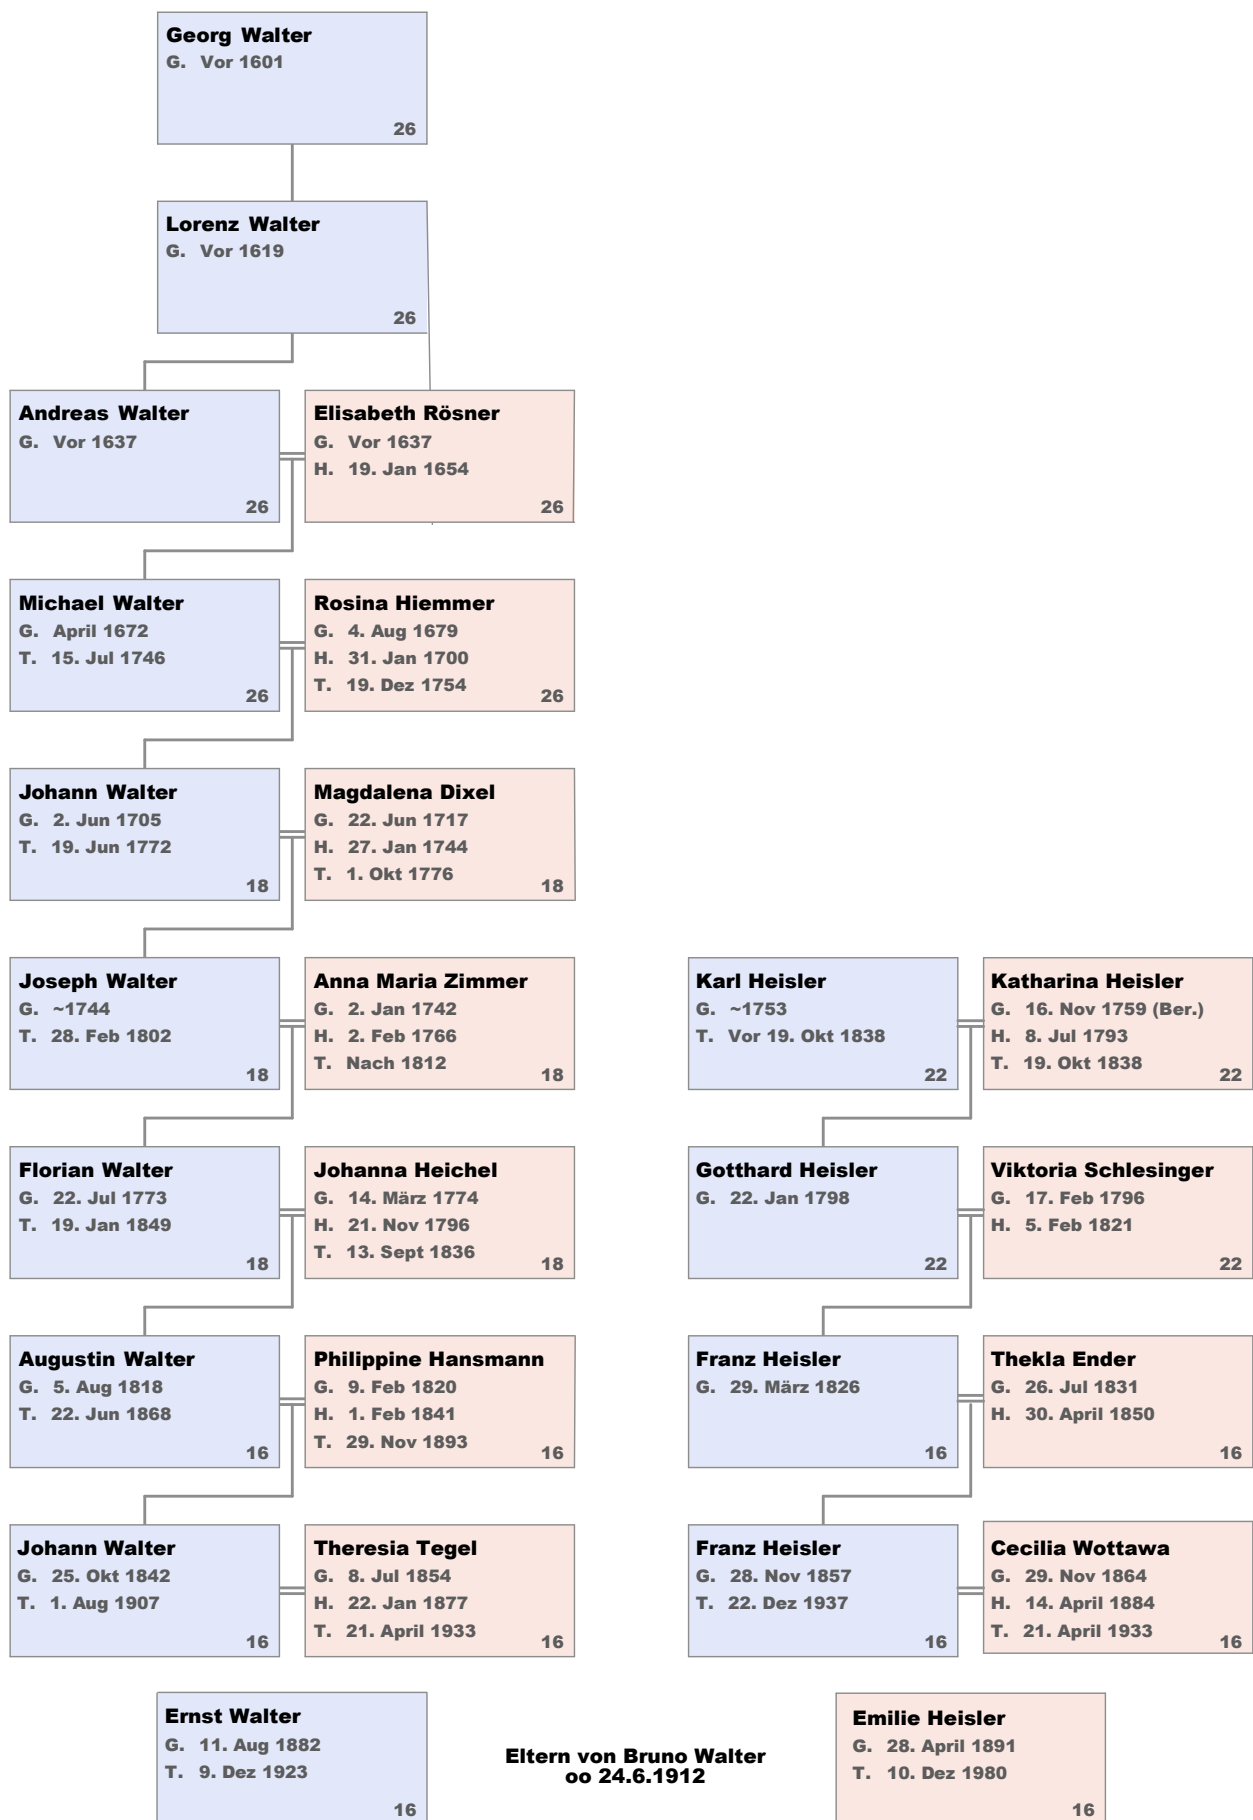 Georg Walter
G. Vor 1601
26
Lorenz Walter
G. Vor 1619
26
Andreas Walter
G. Vor 1637
26
Elisabeth Rösner
G. Vor 1637
H. 19. Jan 1654
26
Michael Walter
G. April 1672
T. 15. Jul 1746
26
Rosina Hiemmer
G. 4. Aug 1679
H. 31. Jan 1700
T. 19. Dez 1754
26
Johann Walter
G. 2. Jun 1705
T. 19. Jun 1772
18
Magdalena Dixel
G. 22. Jun 1717
H. 27. Jan 1744
T. 1. Okt 1776
18
Joseph Walter
G. ~1744
T. 28. Feb 1802
18
Anna Maria Zimmer
G. 2. Jan 1742
H. 2. Feb 1766
T. Nach 1812
18
Karl Heisler
G. ~1753
T. Vor 19. Okt 1838
22
Katharina Heisler
G. 16. Nov 1759 (Ber.)
H. 8. Jul 1793
T. 19. Okt 1838
22
Florian Walter
G. 22. Jul 1773
T. 19. Jan 1849
18
Johanna Heichel
G. 14. März 1774
H. 21. Nov 1796
T. 13. Sept 1836
18
Gotthard Heisler
G. 22. Jan 1798
22
Viktoria Schlesinger
G. 17. Feb 1796
H. 5. Feb 1821
22
Augustin Walter
G. 5. Aug 1818
T. 22. Jun 1868
16
Philippine Hansmann
G. 9. Feb 1820
H. 1. Feb 1841
T. 29. Nov 1893
16
Franz Heisler
G. 29. März 1826
16
Thekla Ender
G. 26. Jul 1831
H. 30. April 1850
16
Johann Walter
G. 25. Okt 1842
T. 1. Aug 1907
16
Theresia Tegel
G. 8. Jul 1854
H. 22. Jan 1877
T. 21. April 1933
16
Franz Heisler
G. 28. Nov 1857
T. 22. Dez 1937
16
Cecilia Wottawa
G. 29. Nov 1864
H. 14. April 1884
T. 21. April 1933
16
Ernst Walter
G. 11. Aug 1882
T. 9. Dez 1923
16
Eltern von Bruno Walter
oo 24.6.1912
Emilie Heisler
G. 28. April 1891
T. 10. Dez 1980
16